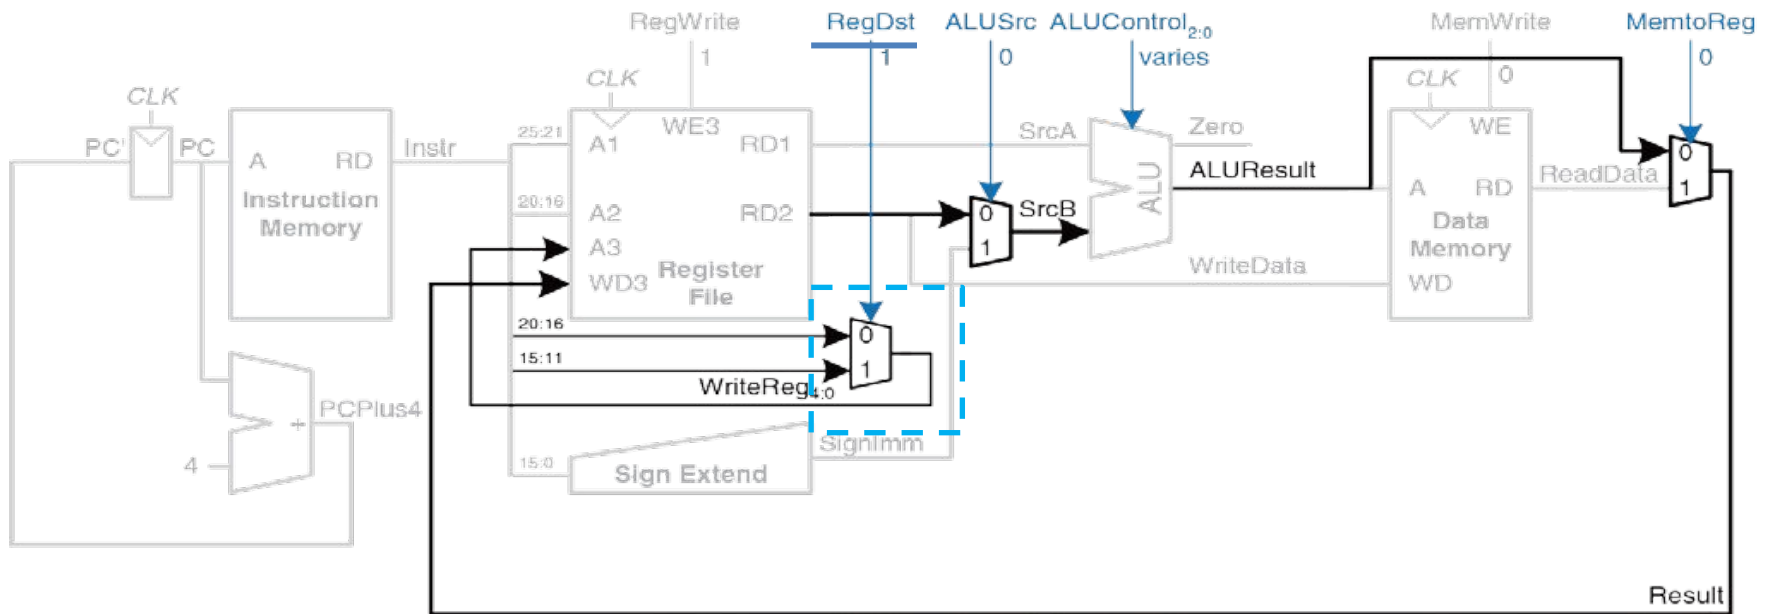 RegWrite RegDst ALUSrc ALUControl2:0 MemWrite MemtoReg
1 1 0 varies 0 0
CLK CLK CLK
PC' PC Instr
A RD
Instruction
Memory
25:21
A1 WE3 RD1
20:16
A2 RD2
A3
WD3
Register
File
SrcA Zero
0
1
SrcB
ALU
ALUResult
WE
A RD
Data
Memory
WD
ReadData
0
1
WriteData
20:16
0
15:11
1
WriteReg4:0
PCPlus4
+
4
SignImm
15:0
Sign Extend
Result